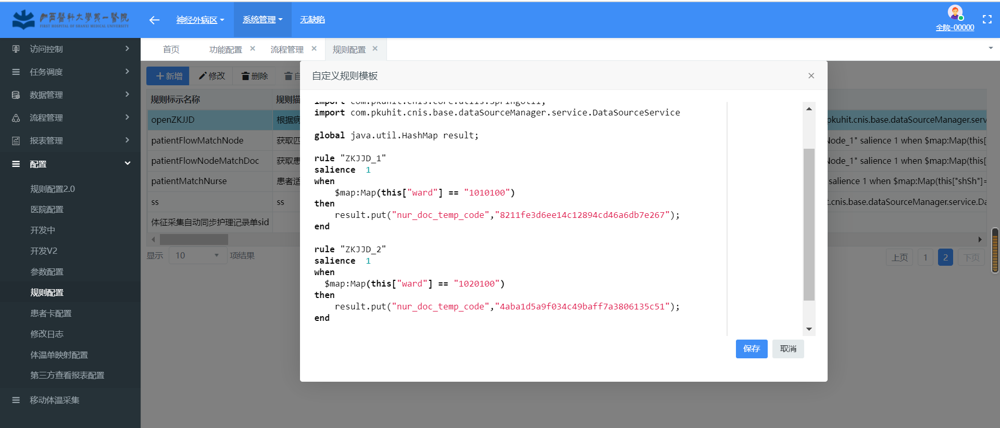 山西醫科大學第一醫院
FIRST HOSPITAL OF SHANXI MEDICAL UNIVERSITY
神经外病区
系统管理
无缺陷
全院-00000
访问控制
任务调度
数据管理
流程管理
报表管理
配置
规则配置2.0
医院配置
开发中
开发V2
参数配置
规则配置
患者卡配置
修改日志
体温单映射配置
第三方查看报表配置
移动体温采集
首页
功能配置 ×
流程管理 ×
规则配置 ×
+新增
修改
删除
自
规则标示名称 规则描
openZKJJD 根据病
patientFlowMatchNode 获取匹
patientFlowNodeMatchDoc 获取患
patientMatchNurse 患者适
ss ss
体征采集自动同步护理记录单sid
pkuhit.cnis.base.dataSourceManager.serv
Node_1" salience 1 when $map:Map(this[
Node_1" salience 1 when $map:Map(this[
salience 1 when $map:Map(this["shSh"]=
t.cnis.base.dataSourceManager.service.Da
显示 10 项结果
上页 1 2 下页
自定义规则模板 ×
import com.pkuhit.cnis.core.utils.SpringUtil;
import com.pkuhit.cnis.base.dataSourceManager.service.DataSourceService
global java.util.HashMap result;
rule "ZKJJD_1"
salience 1
when
$map:Map(this["ward"] == "1010100")
then
result.put("nur_doc_temp_code","8211fe3d6ee14c12894cd46a6db7e267");
end
rule "ZKJJD_2"
salience 1
when
$map:Map(this["ward"] == "1020100")
then
result.put("nur_doc_temp_code","4aba1d5a9f034c49baff7a3806135c51");
end
保存
取消